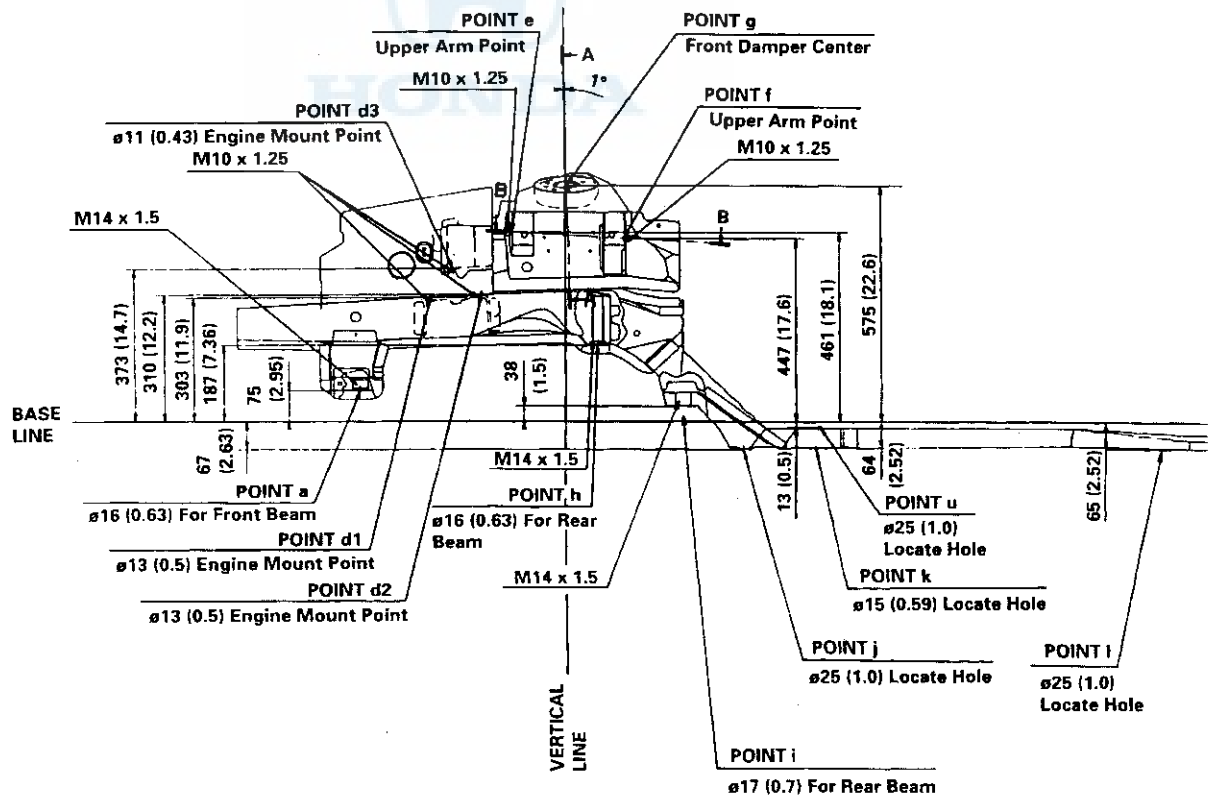 HONDA
POINT e
Upper Arm Point
M10 x 1.25
A
1°
POINT g
Front Damper Center
POINT d3
ø11 (0.43) Engine Mount Point
M10 x 1.25
POINT f
Upper Arm Point
M10 x 1.25
M14 x 1.5
B
B
A
373 (14.7)
310 (12.2)
303 (11.9)
187 (7.36)
75
(2.95)
38
(1.5)
447 (17.6)
461 (18.1)
575 (22.6)
BASE
LINE
67
(2.63)
13 (0.5)
64
(2.52)
65 (2.52)
M14 x 1.5
POINT a
ø16 (0.63) For Front Beam
POINT h
ø16 (0.63) For Rear
Beam
POINT u
ø25 (1.0)
Locate Hole
POINT d1
ø13 (0.5) Engine Mount Point
M14 x 1.5
POINT k
ø15 (0.59) Locate Hole
POINT d2
ø13 (0.5) Engine Mount Point
POINT j
ø25 (1.0) Locate Hole
POINT l
ø25 (1.0)
Locate Hole
VERTICAL
LINE
POINT i
ø17 (0.7) For Rear Beam